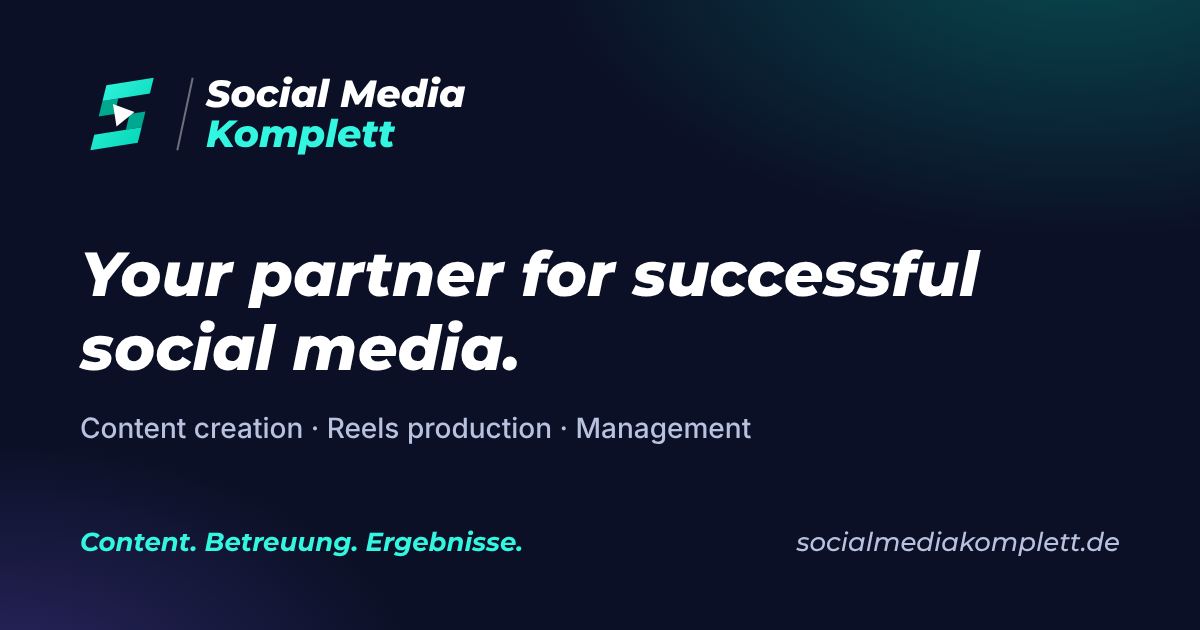 Social Media
Komplett
Your partner for successful
social media.
Content creation · Reels production · Management
Content. Betreuung. Ergebnisse.
socialmediakomplett.de